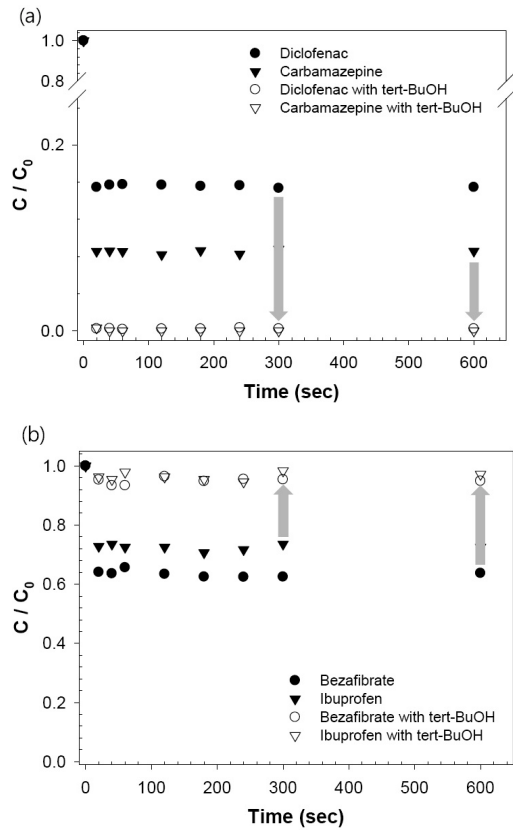 (a)
1.0
0.8
0.2
0.0
C / C0
Diclofenac
Carbamazepine
Diclofenac with tert-BuOH
Carbamazepine with tert-BuOH
0 100 200 300 400 500 600
Time (sec)
(b)
1.0
0.8
0.6
0.4
0.2
0.0
C / C0
Bezafibrate
Ibuprofen
Bezafibrate with tert-BuOH
Ibuprofen with tert-BuOH
0 100 200 300 400 500 600
Time (sec)